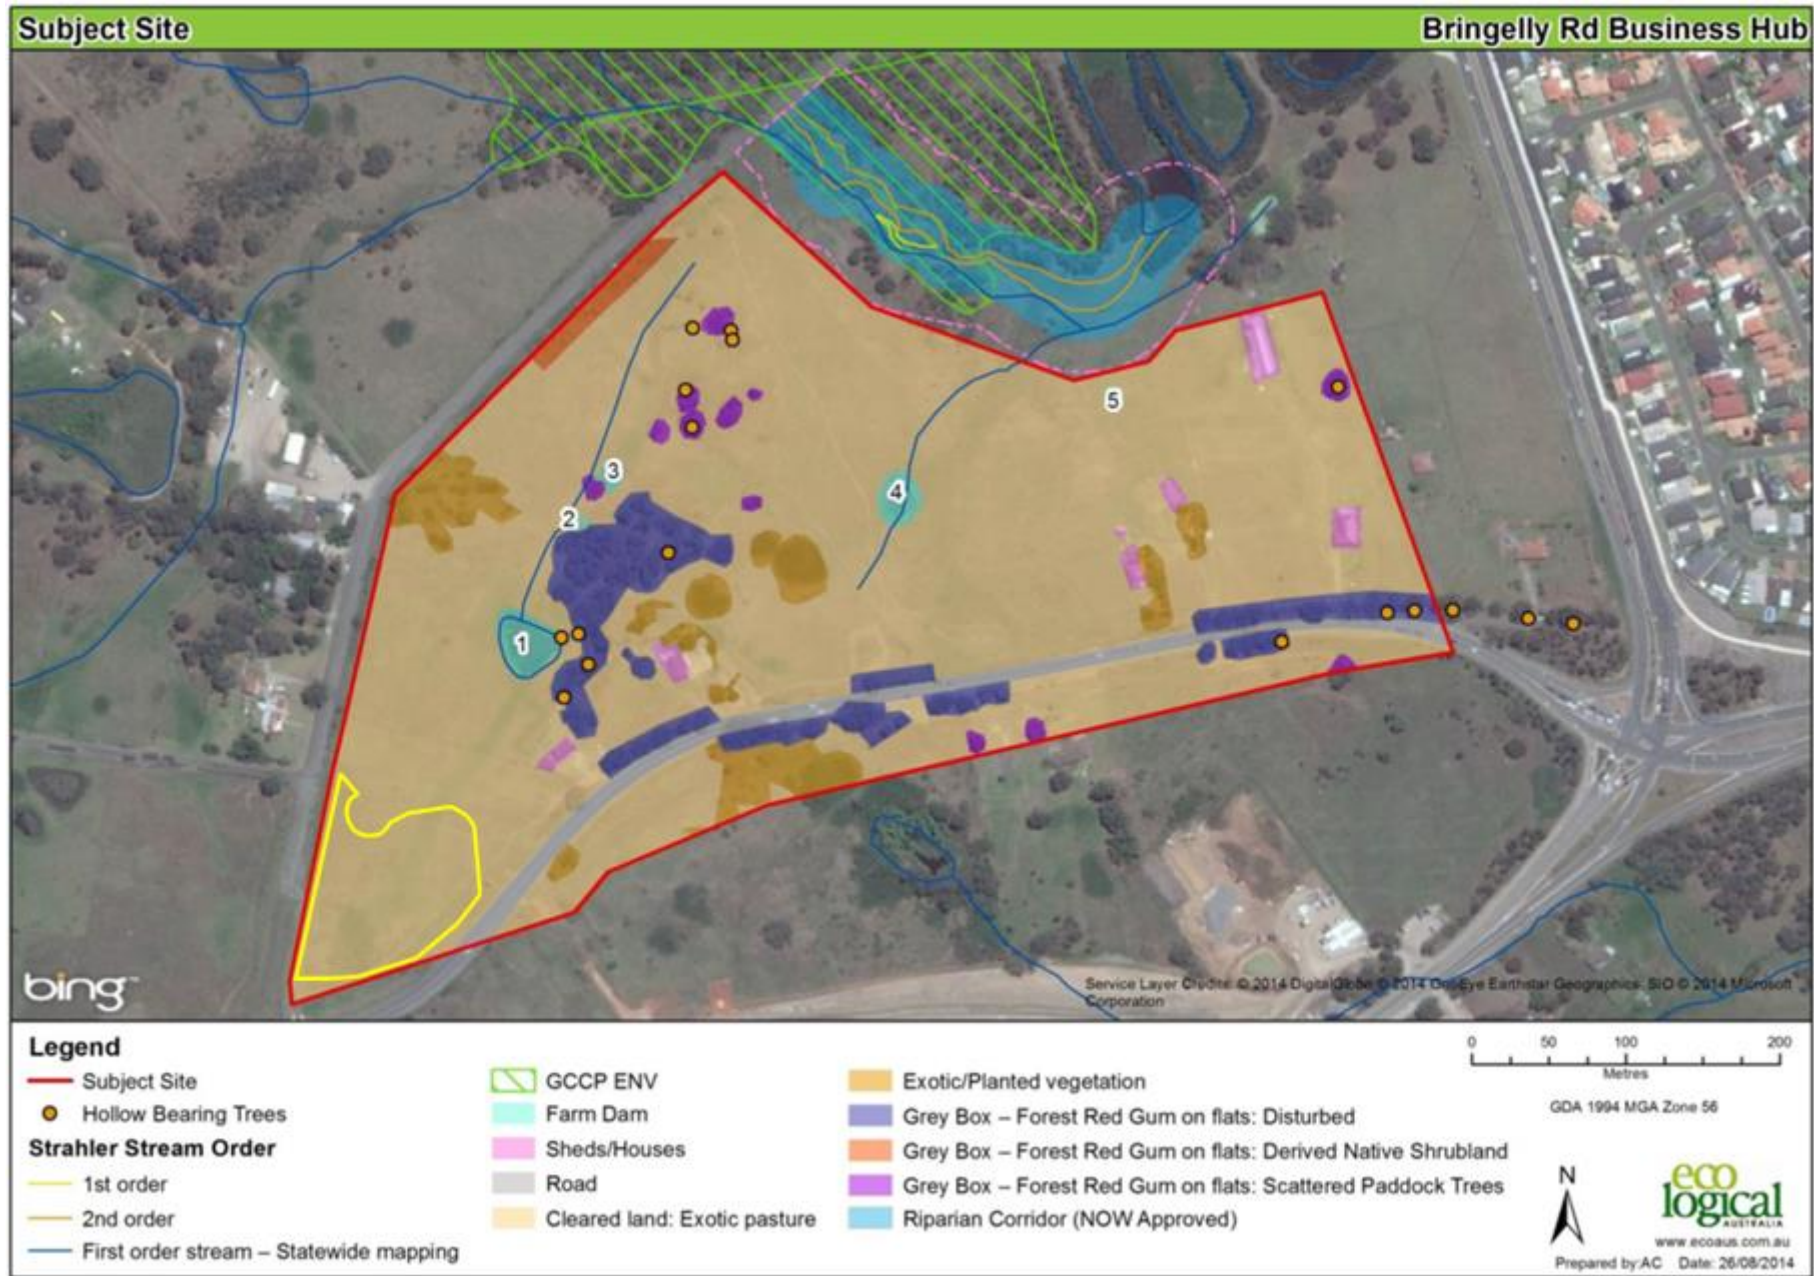 Subject Site
Bringelly Rd Business Hub
1
2
3
4
5
bing
Service Layer Credits: © 2014 DigitalGlobe © 2014 GeoEye Earthstar Geographics SIO © 2014 Microsoft
Corporation
Legend
Subject Site
Hollow Bearing Trees
Strahler Stream Order
1st order
2nd order
First order stream – Statewide mapping
GCCP ENV
Farm Dam
Sheds/Houses
Road
Cleared land: Exotic pasture
Exotic/Planted vegetation
Grey Box – Forest Red Gum on flats: Disturbed
Grey Box – Forest Red Gum on flats: Derived Native Shrubland
Grey Box – Forest Red Gum on flats: Scattered Paddock Trees
Riparian Corridor (NOW Approved)
0 50 100 200
Metres
GDA 1994 MGA Zone 56
N
eco
logical
AUSTRALIA
www.ecoaus.com.au
Prepared by:AC Date: 26/08/2014